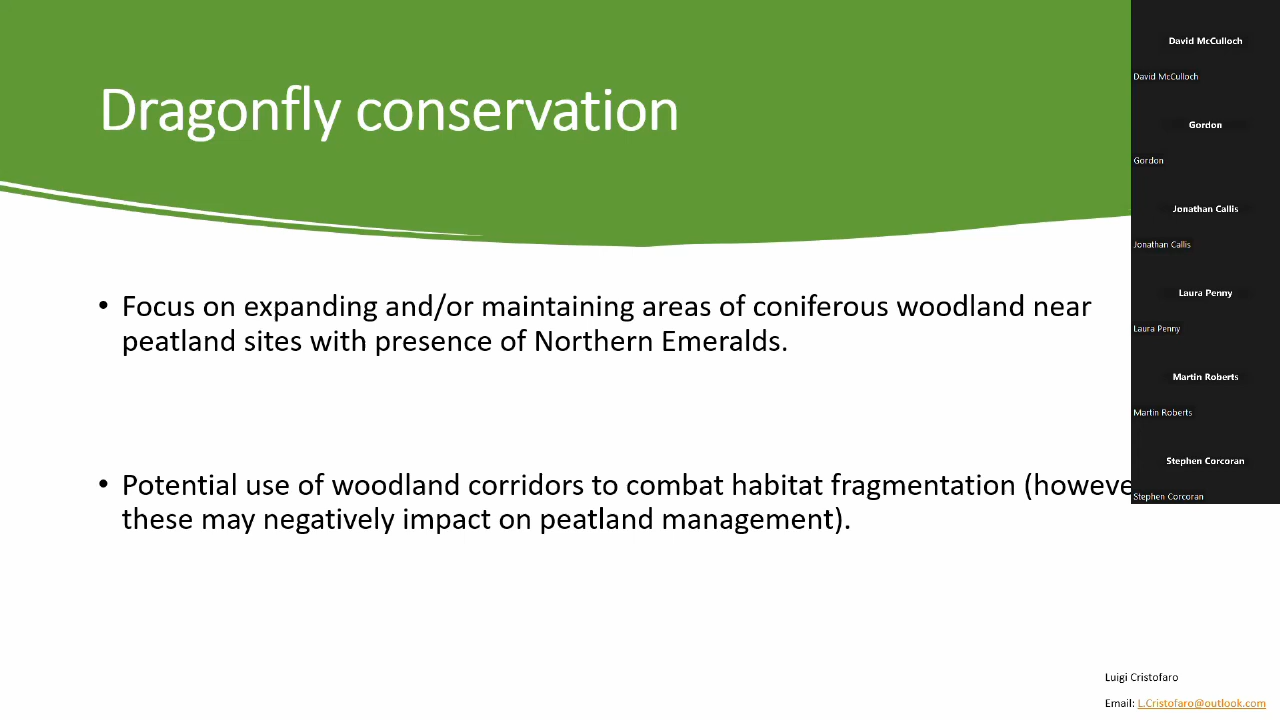 Dragonfly conservation
• Focus on expanding and/or maintaining areas of coniferous woodland near
peatland sites with presence of Northern Emeralds.
• Potential use of woodland corridors to combat habitat fragmentation (howeve
these may negatively impact on peatland management).
Luigi Cristofaro
Email: L.Cristofaro@outlook.com
David McCulloch
David McCulloch
Gordon
Gordon
Jonathan Callis
Jonathan Callis
Laura Penny
Laura Penny
Martin Roberts
Martin Roberts
Stephen Corcoran
Stephen Corcoran